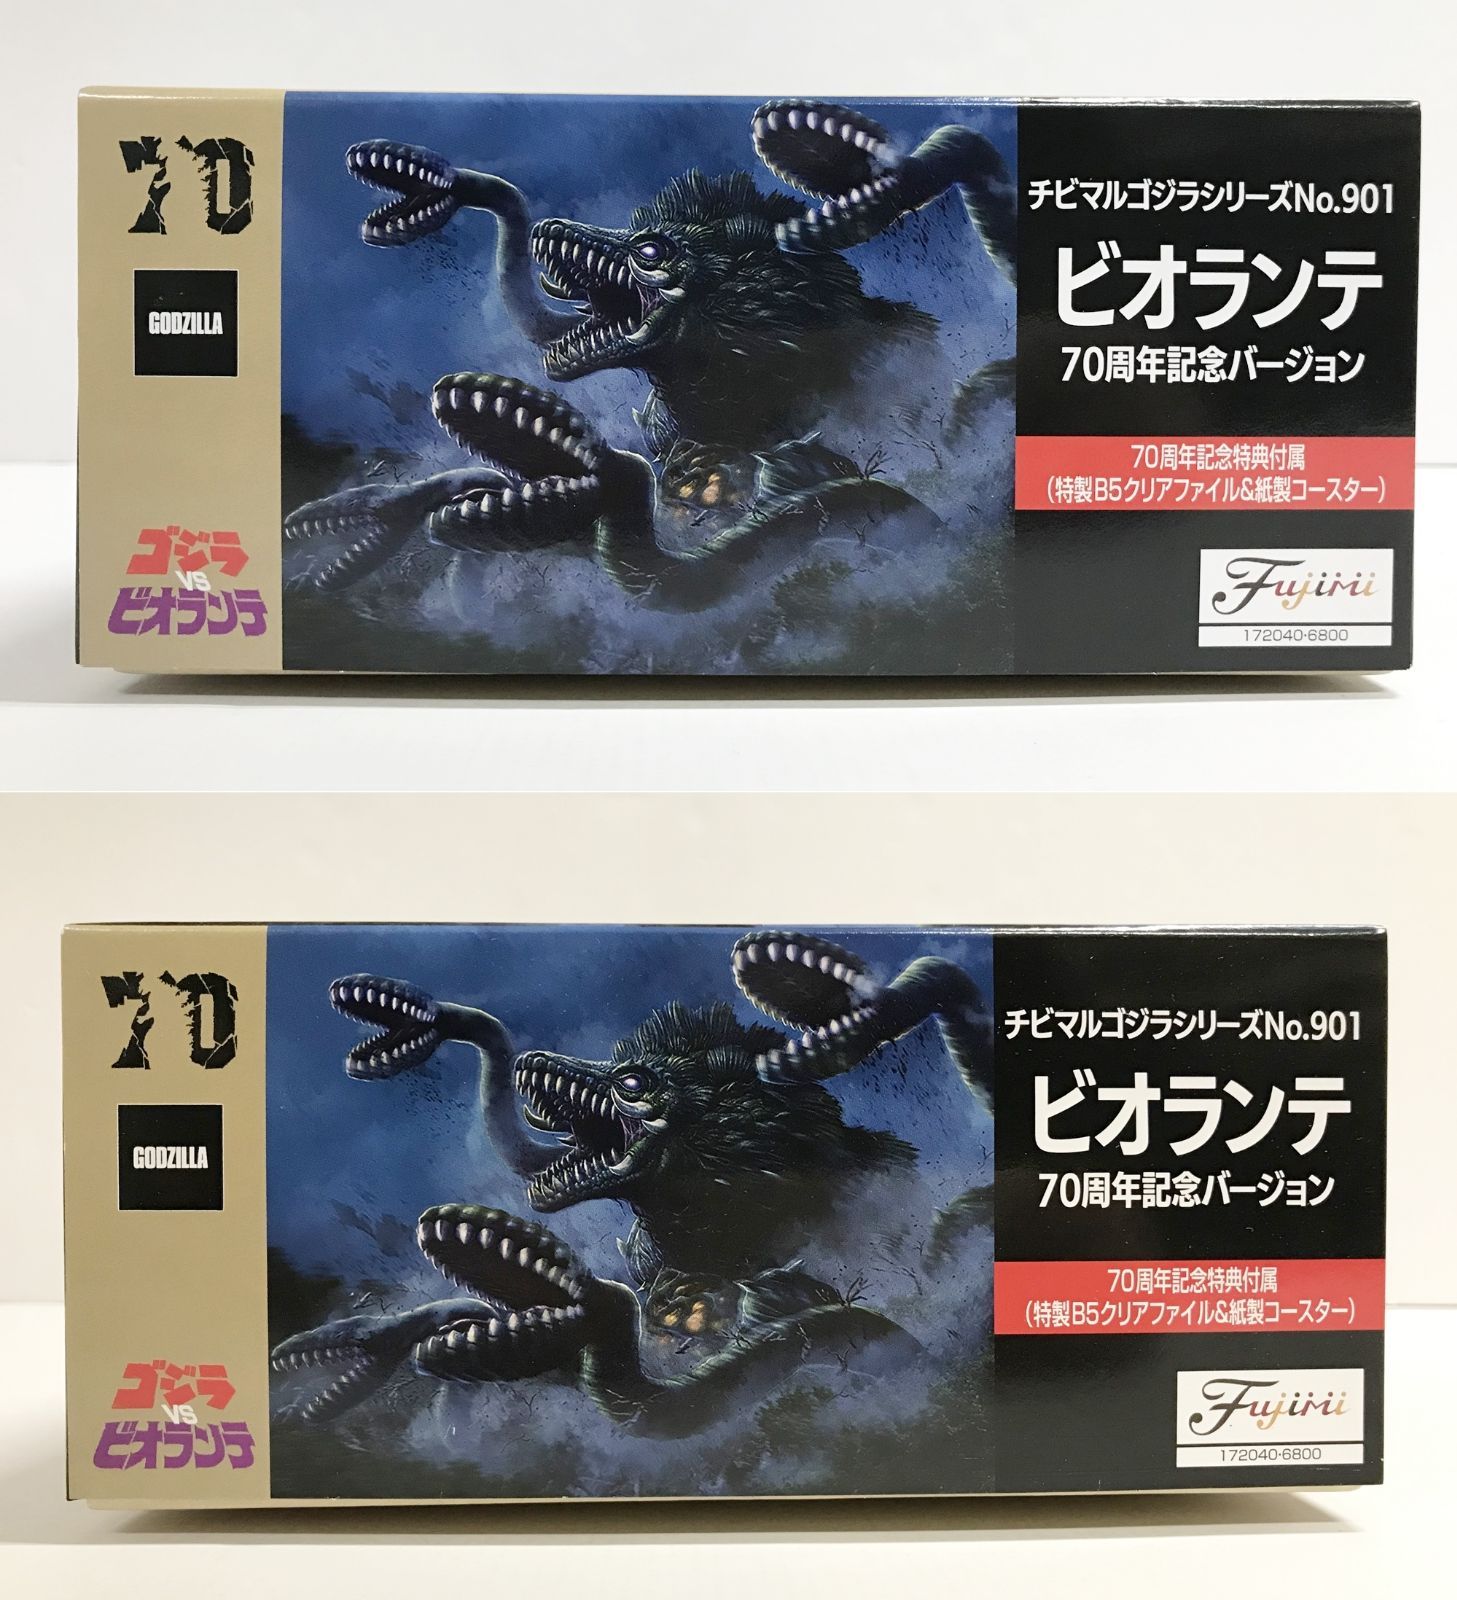 70
GODZILLA
ゴジラ
VS
ビオランテ
チビマルゴジラシリーズNo.901
ビオランテ
70周年記念バージョン
70周年記念特典付属
(特製B5クリアファイル&紙製コースター)
Fujimi
172040-6800
70
GODZILLA
ゴジラ
VS
ビオランテ
チビマルゴジラシリーズNo.901
ビオランテ
70周年記念バージョン
70周年記念特典付属
(特製B5クリアファイル&紙製コースター)
Fujimi
172040-6800